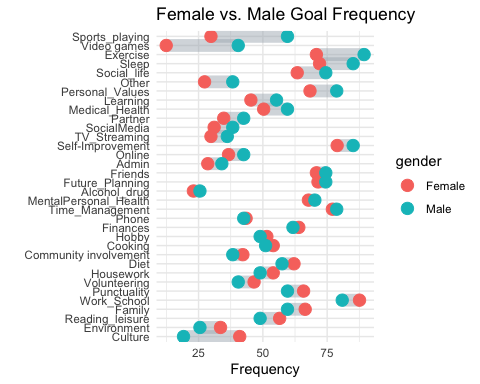 Female vs. Male Goal Frequency
Sports_playing
Video games
Exercise
Sleep
Social_life
Other
Personal_Values
Learning
Medical_Health
Partner
SocialMedia
TV_Streaming
Self-Improvement
Online
Admin
Friends
Future_Planning
Alcohol_drug
MentalPersonal_Health
Time_Management
Phone
Finances
Hobby
Cooking
Community involvement
Diet
Housework
Volunteering
Punctuality
Work_School
Family
Reading_leisure
Environment
Culture
25 50 75
Frequency
gender
Female
Male